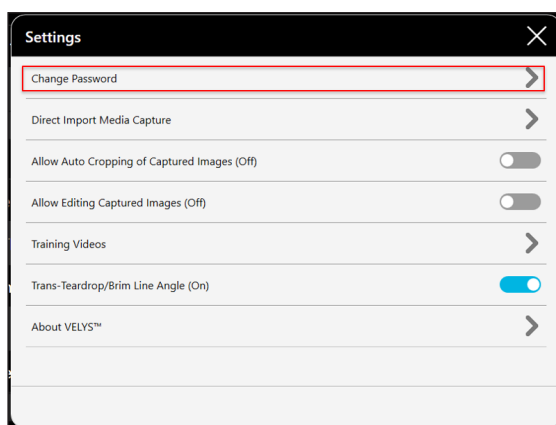 Settings
Change Password
Direct Import Media Capture
Allow Auto Cropping of Captured Images (Off)
Allow Editing Captured Images (Off)
Training Videos
Trans-Teardrop/Brim Line Angle (On)
About VELYS™